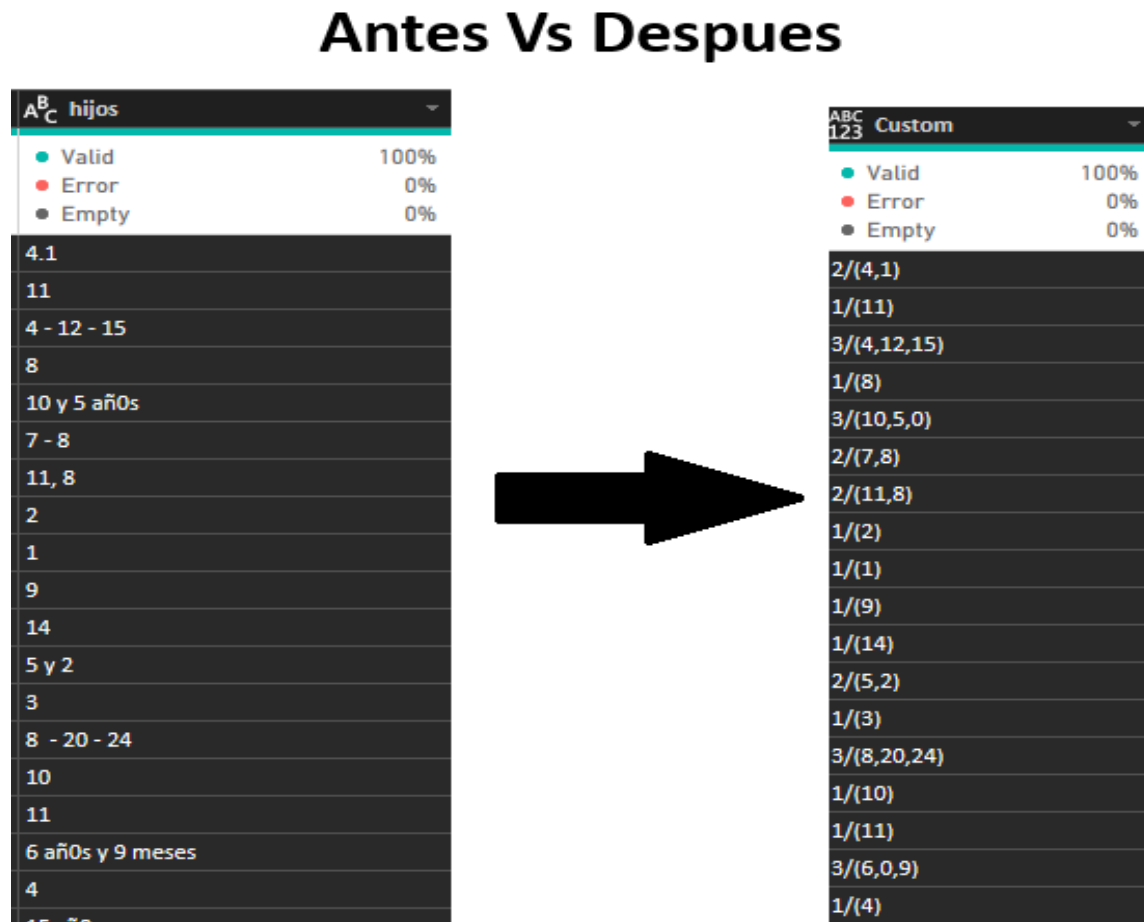 Antes Vs Despues
ABC hijos
Valid 100%
Error 0%
Empty 0%
4.1
11
4 - 12 - 15
8
10 y 5 añ0s
7 - 8
11, 8
2
1
9
14
5 y 2
3
8  - 20 - 24
10
11
6 añ0s y 9 meses
4
ABC
123 Custom
Valid 100%
Error 0%
Empty 0%
2/(4,1)
1/(11)
3/(4,12,15)
1/(8)
3/(10,5,0)
2/(7,8)
2/(11,8)
1/(2)
1/(1)
1/(9)
1/(14)
2/(5,2)
1/(3)
3/(8,20,24)
1/(10)
1/(11)
3/(6,0,9)
1/(4)